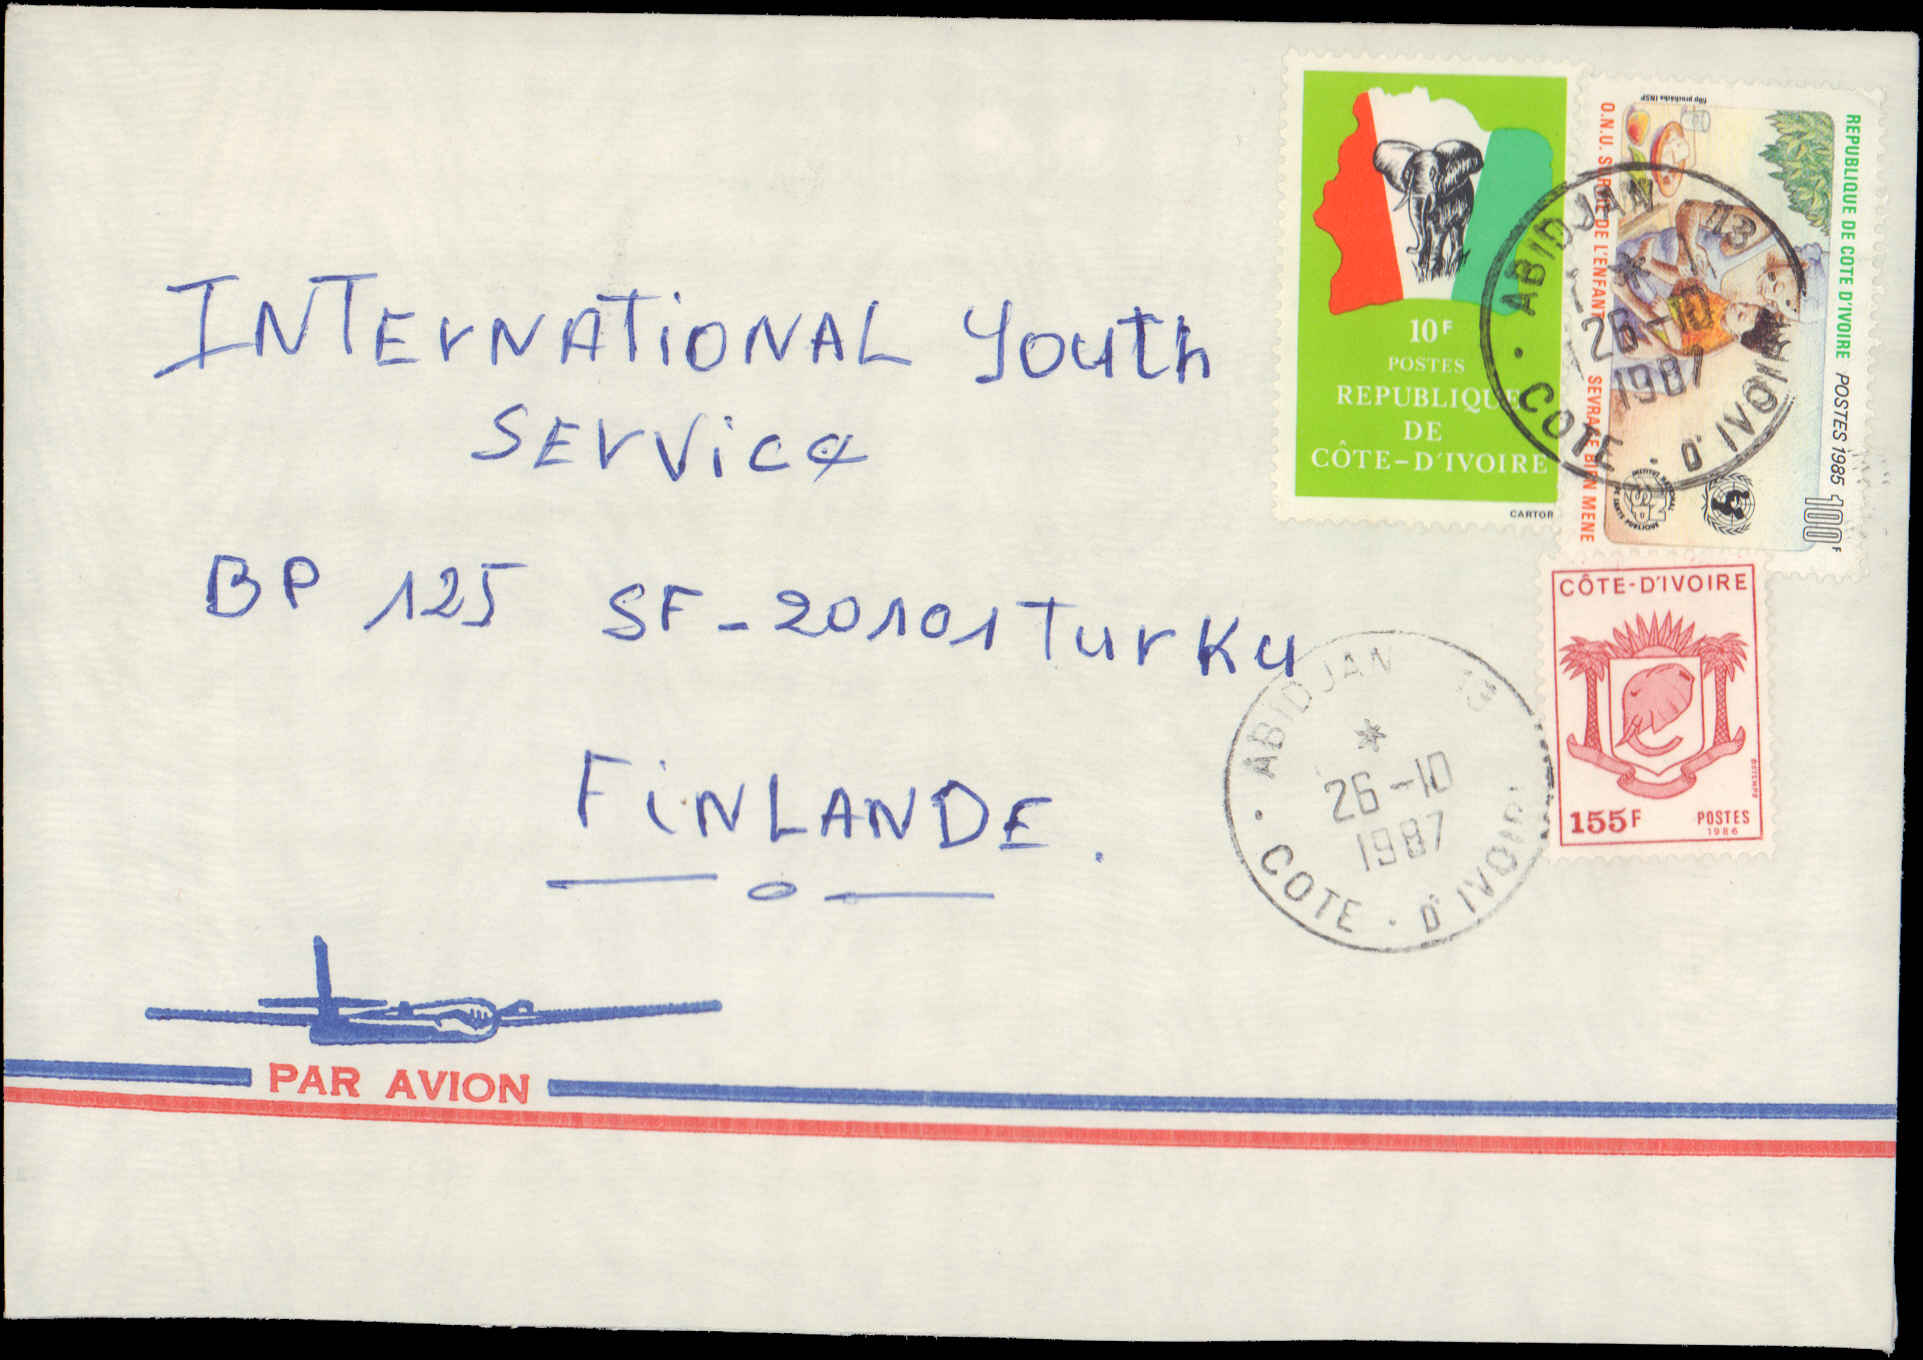 INTErNATiONAL Youth
SErVice
BP 125 SF-20101 Turku
FiNLANDE.
PAR AVION
10F
POSTES
REPUBLIQUE
DE
CÔTE-D'IVOIRE
CARTOR
REPUBLIQUE DE COTE D'IVOIRE POSTES 1985 100F
O.N.U. SURVIE DE L'ENFANT SEVRAGE BIEN MENE
ABIDJAN 13
26-10
1987
COTE · D'IVOIRE
CÔTE-D'IVOIRE
155F
POSTES
1986
ABIDJAN 13
26-10
1987
COTE · D'IVOIRE